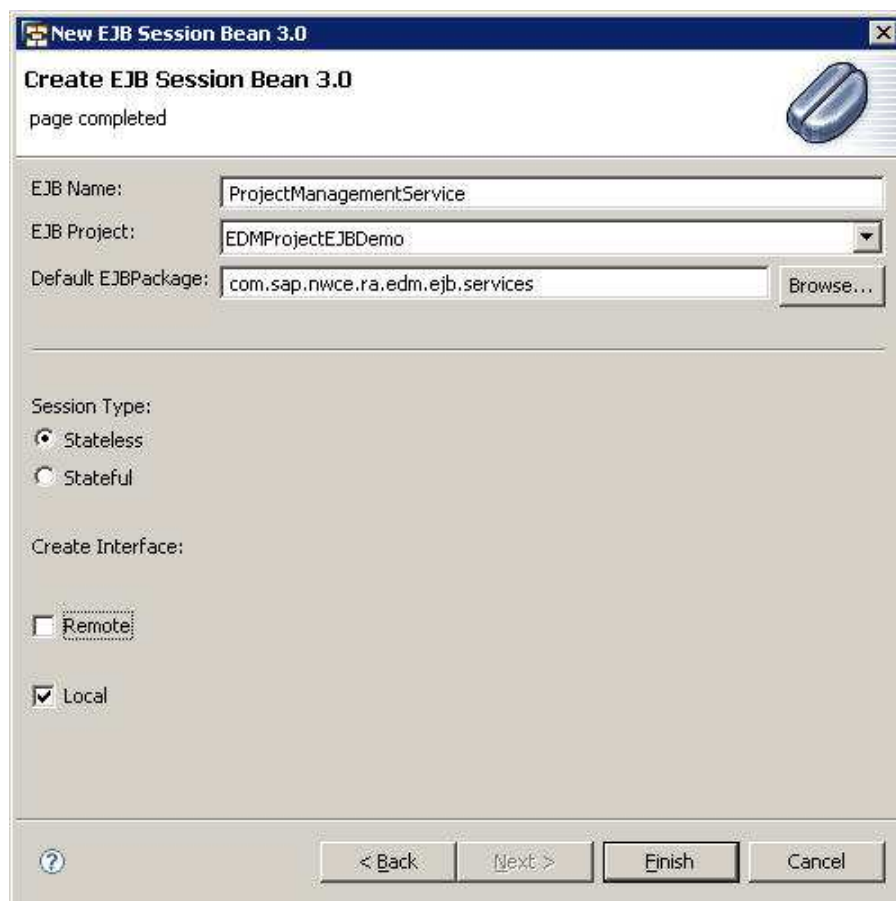 New EJB Session Bean 3.0
Create EJB Session Bean 3.0
page completed
EJB Name: ProjectManagementService
EJB Project: EDMProjectEJBDemo
Default EJBPackage: com.sap.nwce.ra.edm.ejb.services Browse...
Session Type:
Stateless
Stateful
Create Interface:
Remote
Local
? < Back Next > Finish Cancel